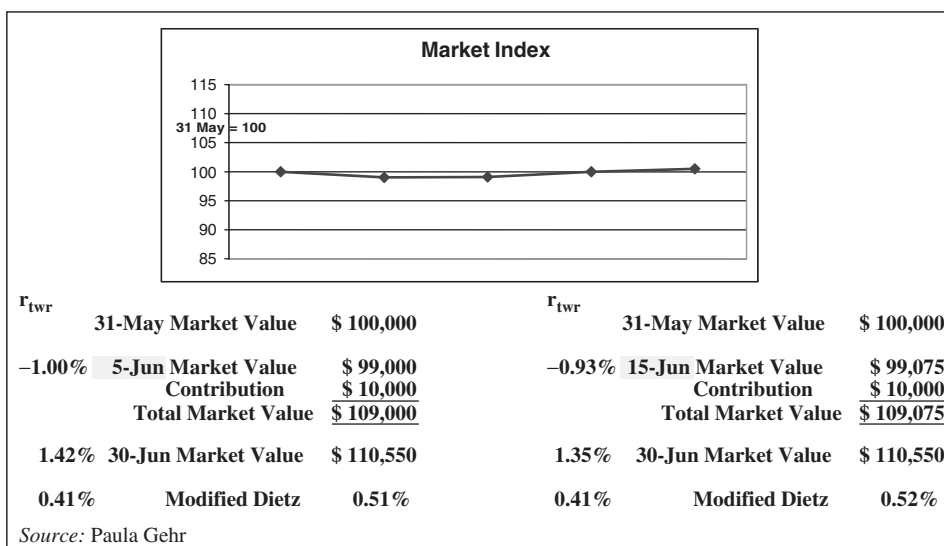 Market Index
115
110
31 May = 100
105
100
95
90
85
r_twr r_twr
31-May Market Value $ 100,000 31-May Market Value $ 100,000
−1.00% 5-Jun Market Value $ 99,000 −0.93% 15-Jun Market Value $ 99,075
Contribution $ 10,000 Contribution $ 10,000
Total Market Value $ 109,000 Total Market Value $ 109,075
1.42% 30-Jun Market Value $ 110,550 1.35% 30-Jun Market Value $ 110,550
0.41% Modified Dietz 0.51% 0.41% Modified Dietz 0.52%
Source: Paula Gehr